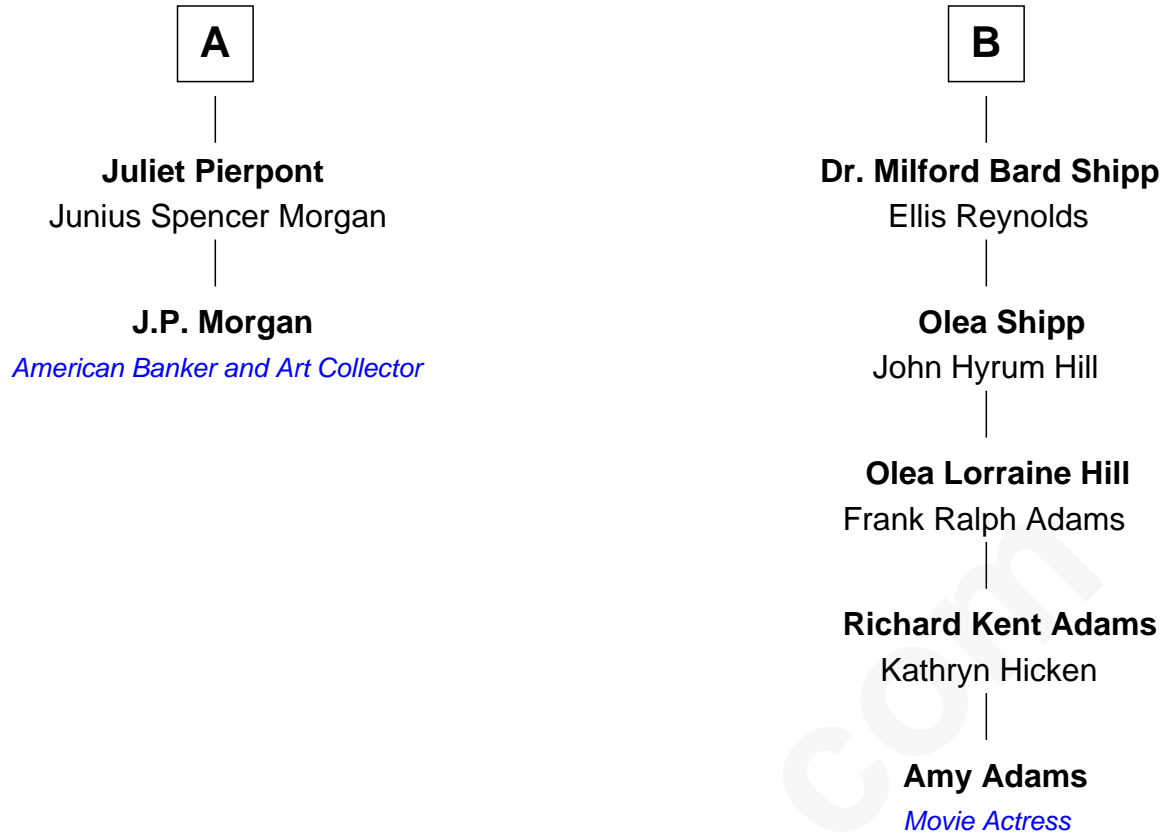 A
Juliet Pierpont
Junius Spencer Morgan
J.P. Morgan
American Banker and Art Collector
B
Dr. Milford Bard Shipp
Ellis Reynolds
Olea Shipp
John Hyrum Hill
Olea Lorraine Hill
Frank Ralph Adams
Richard Kent Adams
Kathryn Hicken
Amy Adams
Movie Actress
com